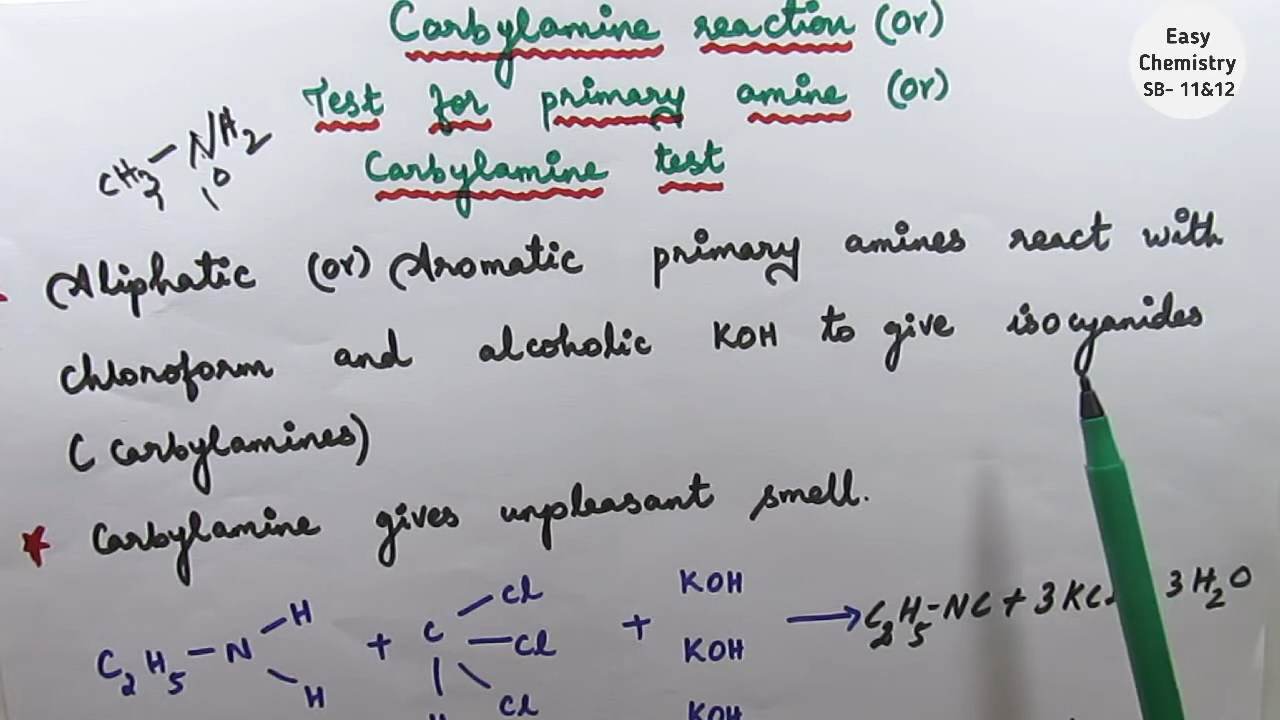 Carbylamine reaction (or)
Easy
Chemistry
SB- 11&12
Test for primary amine (or)
CH3 - NH2
1°
Carbylamine test
Aliphatic (or) Aromatic primary amines react with
chloroform and alcoholic KOH to give isocyanides
(carbylamines)
* Carbylamine gives unpleasant smell.
H Cl KOH
C2H5 - N + C - Cl + KOH → C2H5-NC + 3KCl 3H2O
H Cl KOH